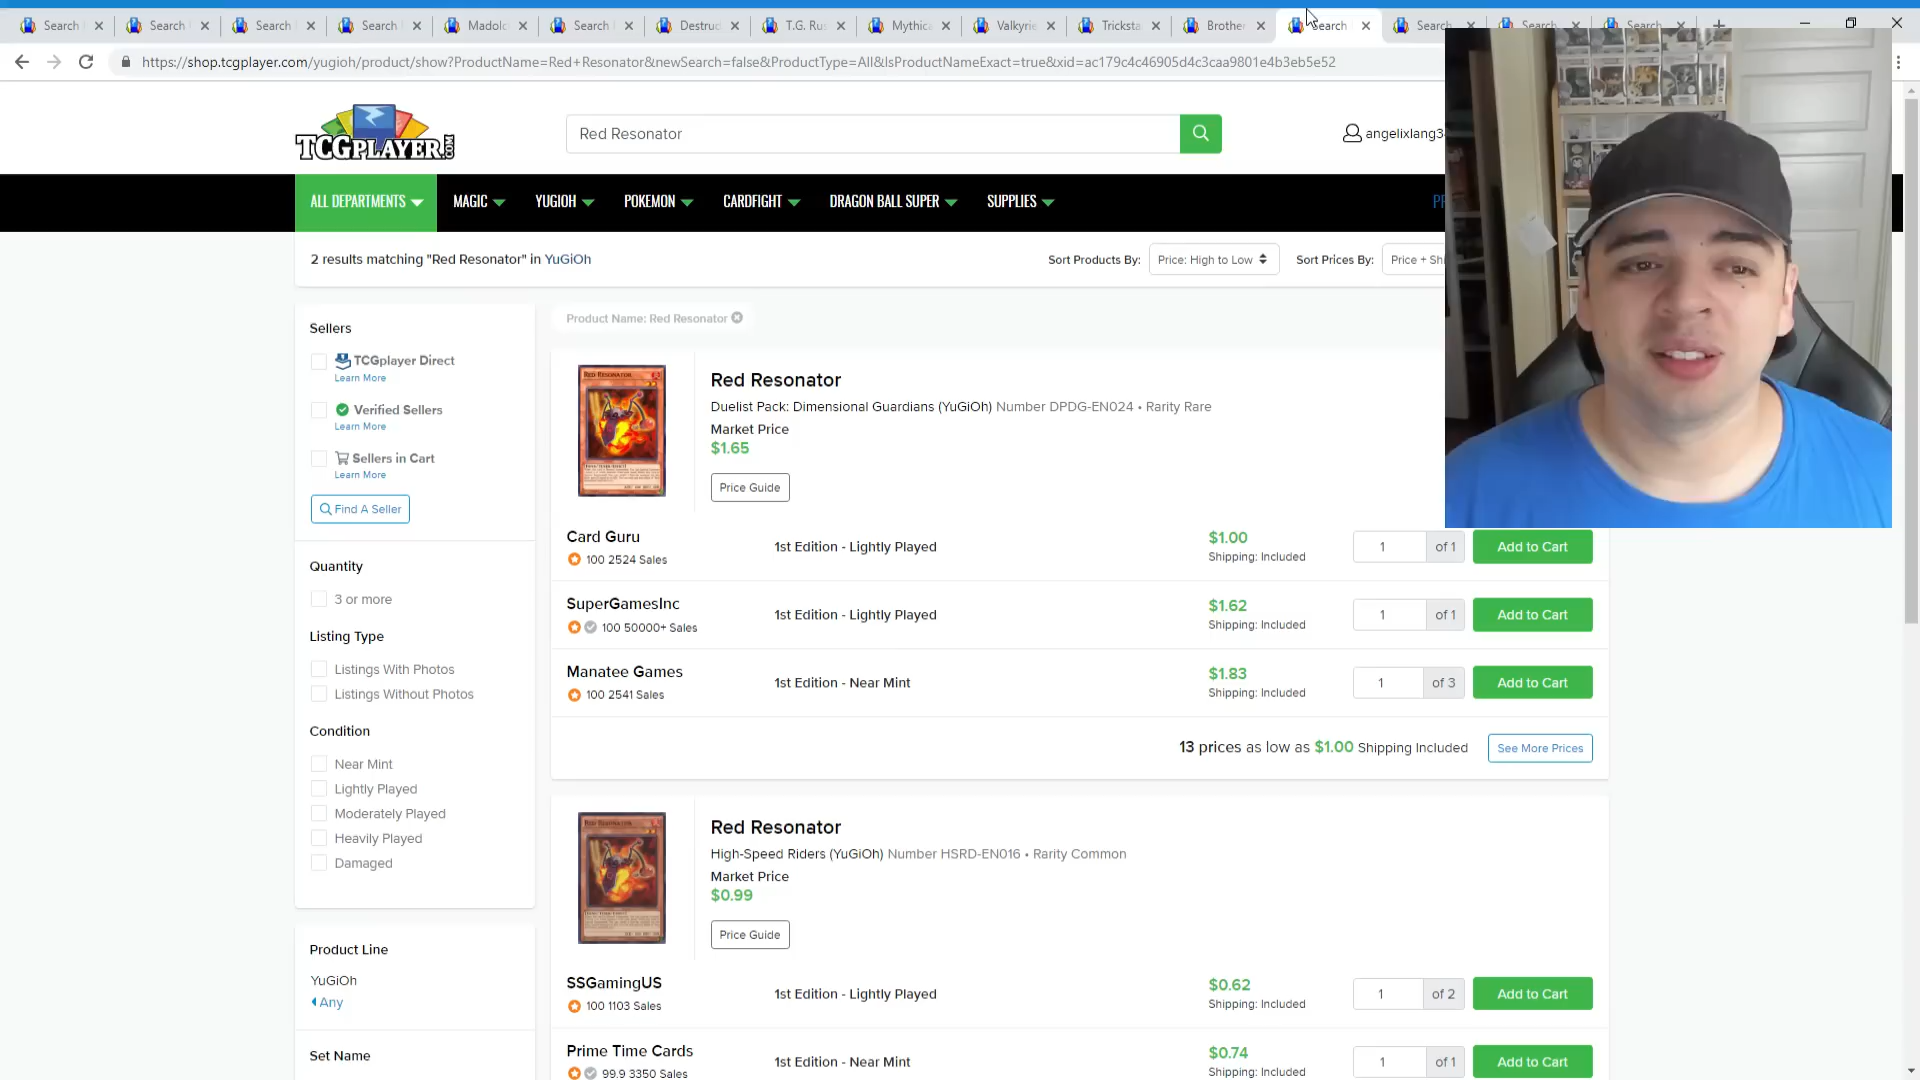 Search
Search
Search
Search
Madolc
Search
Destruc
T.G. Rus
Mythica
Valkyrie
Tricksta
Brother
Search
Search
Search
Search
https://shop.tcgplayer.com/yugioh/product/show?ProductName=Red+Resonator&newSearch=false&ProductType=All&IsProductNameExact=true&xid=ac179c4c46905d4c3caa9801e4b3eb5e52
TCGPLAYER.COM
Red Resonator
angelixlang3
ALL DEPARTMENTS
MAGIC
YUGIOH
POKEMON
CARDFIGHT
DRAGON BALL SUPER
SUPPLIES
2 results matching "Red Resonator" in YuGiOh
Sort Products By:
Price: High to Low
Sort Prices By:
Price + Shi
Sellers
TCGplayer Direct
Learn More
Verified Sellers
Learn More
Sellers in Cart
Learn More
Find A Seller
Quantity
3 or more
Listing Type
Listings With Photos
Listings Without Photos
Condition
Near Mint
Lightly Played
Moderately Played
Heavily Played
Damaged
Product Line
YuGiOh
Any
Set Name
Product Name: Red Resonator
RED RESONATOR
Red Resonator
Duelist Pack: Dimensional Guardians (YuGiOh) Number DPDG-EN024 • Rarity Rare
Market Price
$1.65
Price Guide
Card Guru
100 2524 Sales
1st Edition - Lightly Played
$1.00
Shipping: Included
1 of 1
Add to Cart
SuperGamesInc
100 50000+ Sales
1st Edition - Lightly Played
$1.62
Shipping: Included
1 of 1
Add to Cart
Manatee Games
100 2541 Sales
1st Edition - Near Mint
$1.83
Shipping: Included
1 of 3
Add to Cart
13 prices as low as $1.00 Shipping Included
See More Prices
RED RESONATOR
Red Resonator
High-Speed Riders (YuGiOh) Number HSRD-EN016 • Rarity Common
Market Price
$0.99
Price Guide
SSGamingUS
100 1103 Sales
1st Edition - Lightly Played
$0.62
Shipping: Included
1 of 2
Add to Cart
Prime Time Cards
99.9 3350 Sales
1st Edition - Near Mint
$0.74
Shipping: Included
1 of 1
Add to Cart